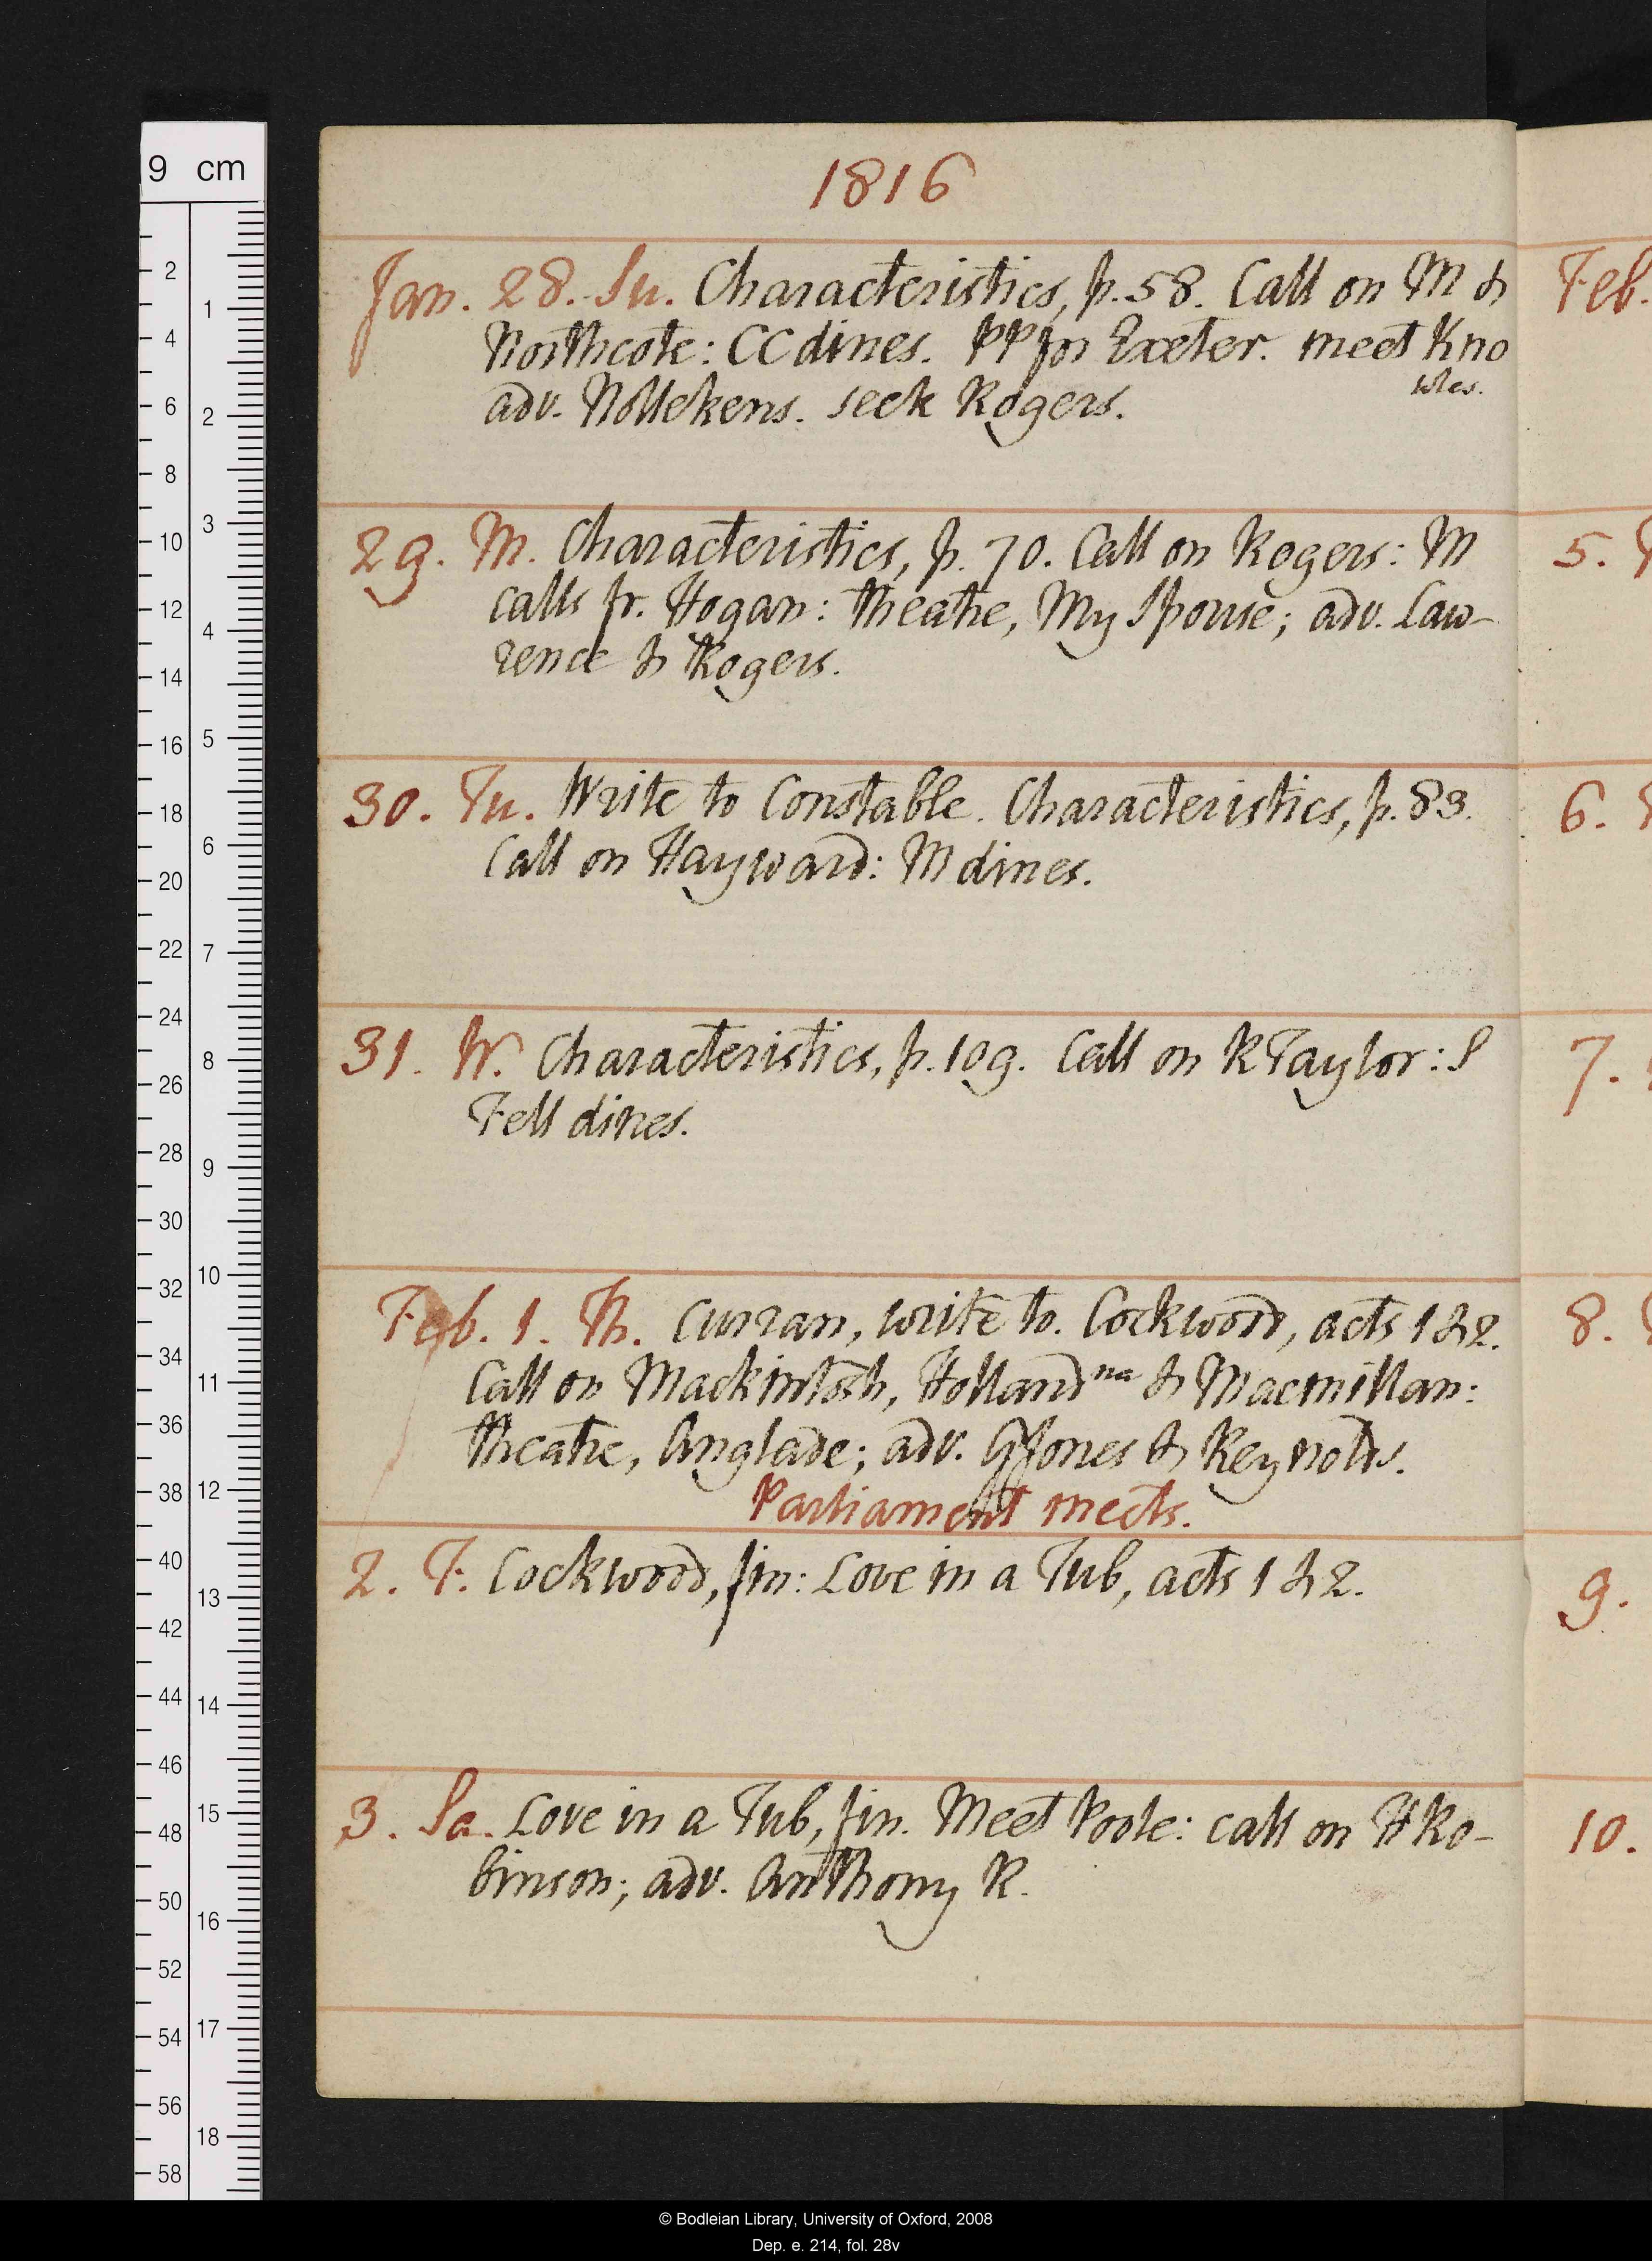 1816
Jan. 28. Su. Characteristics, p. 58. Call on M &
Northcote: CC dines. PP for Exeter. meet Kno
wles.
adv. Nollekens. seek Rogers.
29. M. Characteristics, p. 70. Call on Rogers: M
calls fr. Hogan: theatre, My Spouse; adv. Law-
rence & Rogers.
30. Tu. Write to Constable. Characteristics, p. 83.
Call on Hayward: M dines.
31. W. Characteristics, p. 109. Call on R Taylor: S
Fell dines.
Feb. 1. Th. Curran, write to. Cockwood, acts 1 & 2.
Call on Mackintosh, Holland na & Macmillan:
theatre, Anglade; adv. G Jones & Reynolds.
Parliament meets.
2. F. Cockwood, fin: Love in a Tub, acts 1 & 2.
3. Sa. Love in a Tub, fin. Meet Poole: call on H Ro-
binson; adv. Anthony R.
Feb.
5.
6.
7.
8.
9.
10.
9 cm
2
4
6
8
10
12
14
16
18
20
22
24
26
28
30
32
34
36
38
40
42
44
46
48
50
52
54
56
58
1
2
3
4
5
6
7
8
9
10
11
12
13
14
15
16
17
18
© Bodleian Library, University of Oxford, 2008
Dep. e. 214, fol. 28v